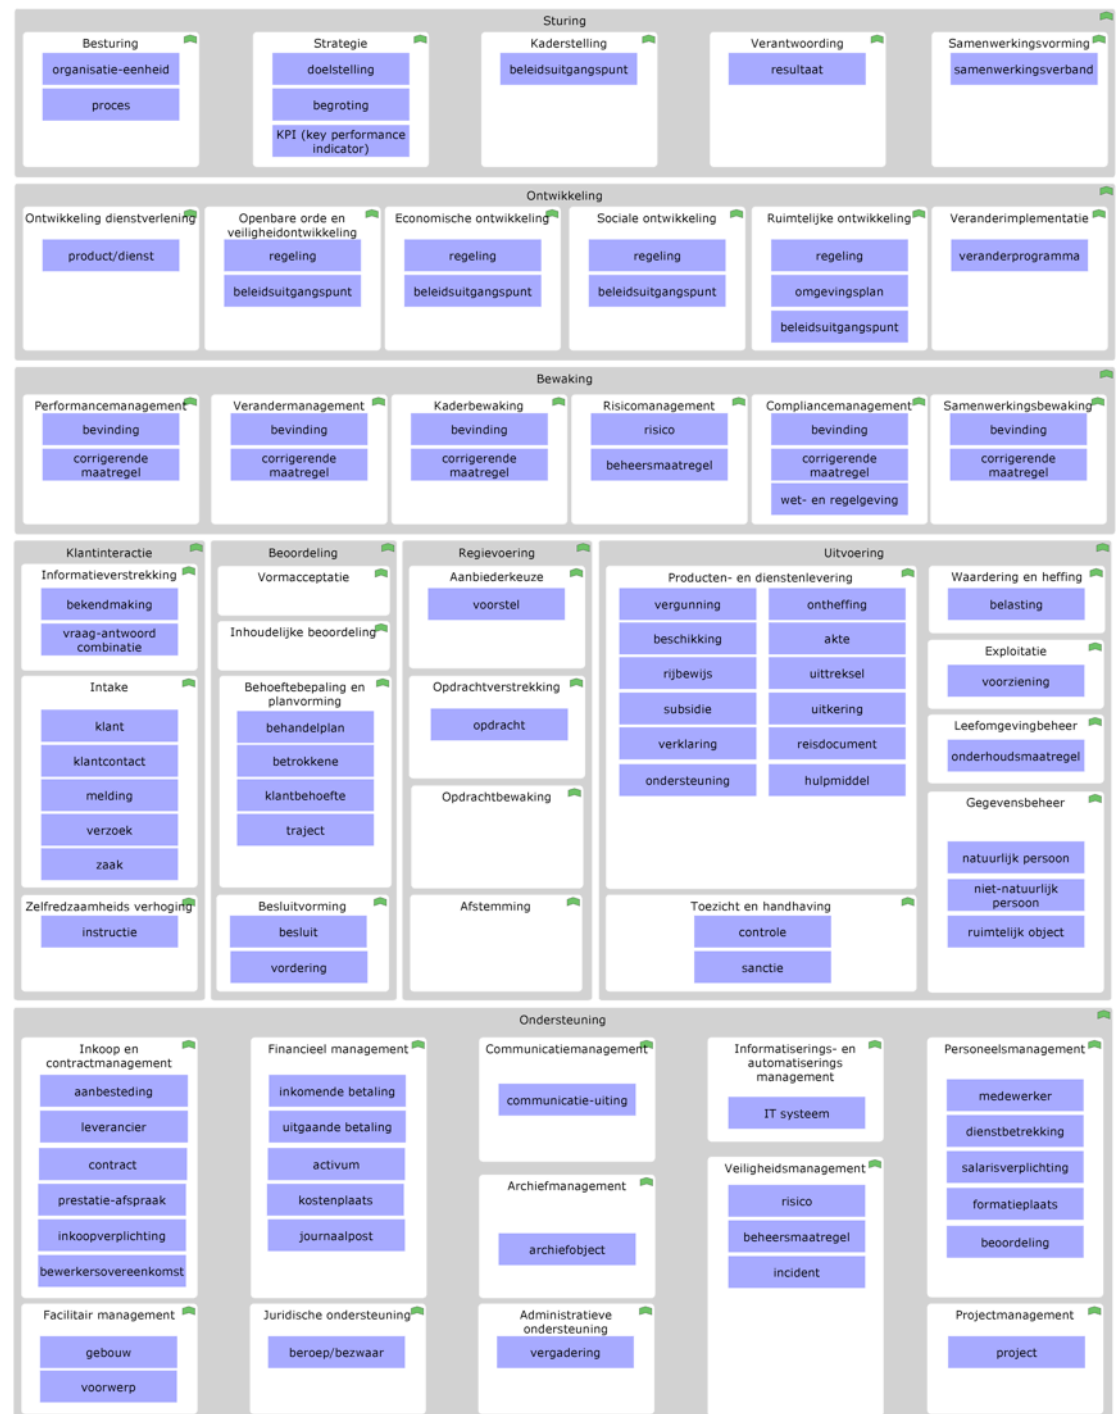 Sturing
Besturing
organisatie-eenheid
proces
Strategie
doelstelling
begroting
KPI (key performance
indicator)
Kaderstelling
beleidsuitgangspunt
Verantwoording
resultaat
Samenwerkingsvorming
samenwerkingsverband
Ontwikkeling
Ontwikkeling dienstverlening
product/dienst
Openbare orde en
veiligheidontwikkeling
regeling
beleidsuitgangspunt
Economische ontwikkeling
regeling
beleidsuitgangspunt
Sociale ontwikkeling
regeling
beleidsuitgangspunt
Ruimtelijke ontwikkeling
regeling
omgevingsplan
beleidsuitgangspunt
Veranderimplementatie
veranderprogramma
Bewaking
Performancemanagement
bevinding
corrigerende
maatregel
Verandermanagement
bevinding
corrigerende
maatregel
Kaderbewaking
bevinding
corrigerende
maatregel
Risicomanagement
risico
beheersmaatregel
Compliancemanagement
bevinding
corrigerende
maatregel
wet- en regelgeving
Samenwerkingsbewaking
bevinding
corrigerende
maatregel
Klantinteractie
Informatieverstrekking
bekendmaking
vraag-antwoord
combinatie
Intake
klant
klantcontact
melding
verzoek
zaak
Zelfredzaamheids verhoging
instructie
Beoordeling
Vormacceptatie
Inhoudelijke beoordeling
Behoeftebepaling en
planvorming
behandelplan
betrokkene
klantbehoefte
traject
Besluitvorming
besluit
vordering
Regievoering
Aanbiederkeuze
voorstel
Opdrachtverstrekking
opdracht
Opdrachtbewaking
Afstemming
Uitvoering
Producten- en dienstenlevering
vergunning
ontheffing
beschikking
akte
rijbewijs
uittreksel
subsidie
uitkering
verklaring
reisdocument
ondersteuning
hulpmiddel
Toezicht en handhaving
controle
sanctie
Waardering en heffing
belasting
Exploitatie
voorziening
Leefomgevingbeheer
onderhoudsmaatregel
Gegevensbeheer
natuurlijk persoon
niet-natuurlijk
persoon
ruimtelijk object
Ondersteuning
Inkoop en
contractmanagement
aanbesteding
leverancier
contract
prestatie-afspraak
inkoopverplichting
bewerkersovereenkomst
Facilitair management
gebouw
voorwerp
Financieel management
inkomende betaling
uitgaande betaling
activum
kostenplaats
journaalpost
Juridische ondersteuning
beroep/bezwaar
Communicatiemanagement
communicatie-uiting
Archiefmanagement
archiefobject
Administratieve
ondersteuning
vergadering
Informatiserings- en
automatiserings
management
IT systeem
Veiligheidsmanagement
risico
beheersmaatregel
incident
Personeelsmanagement
medewerker
dienstbetrekking
salarisverplichting
formatieplaats
beoordeling
Projectmanagement
project